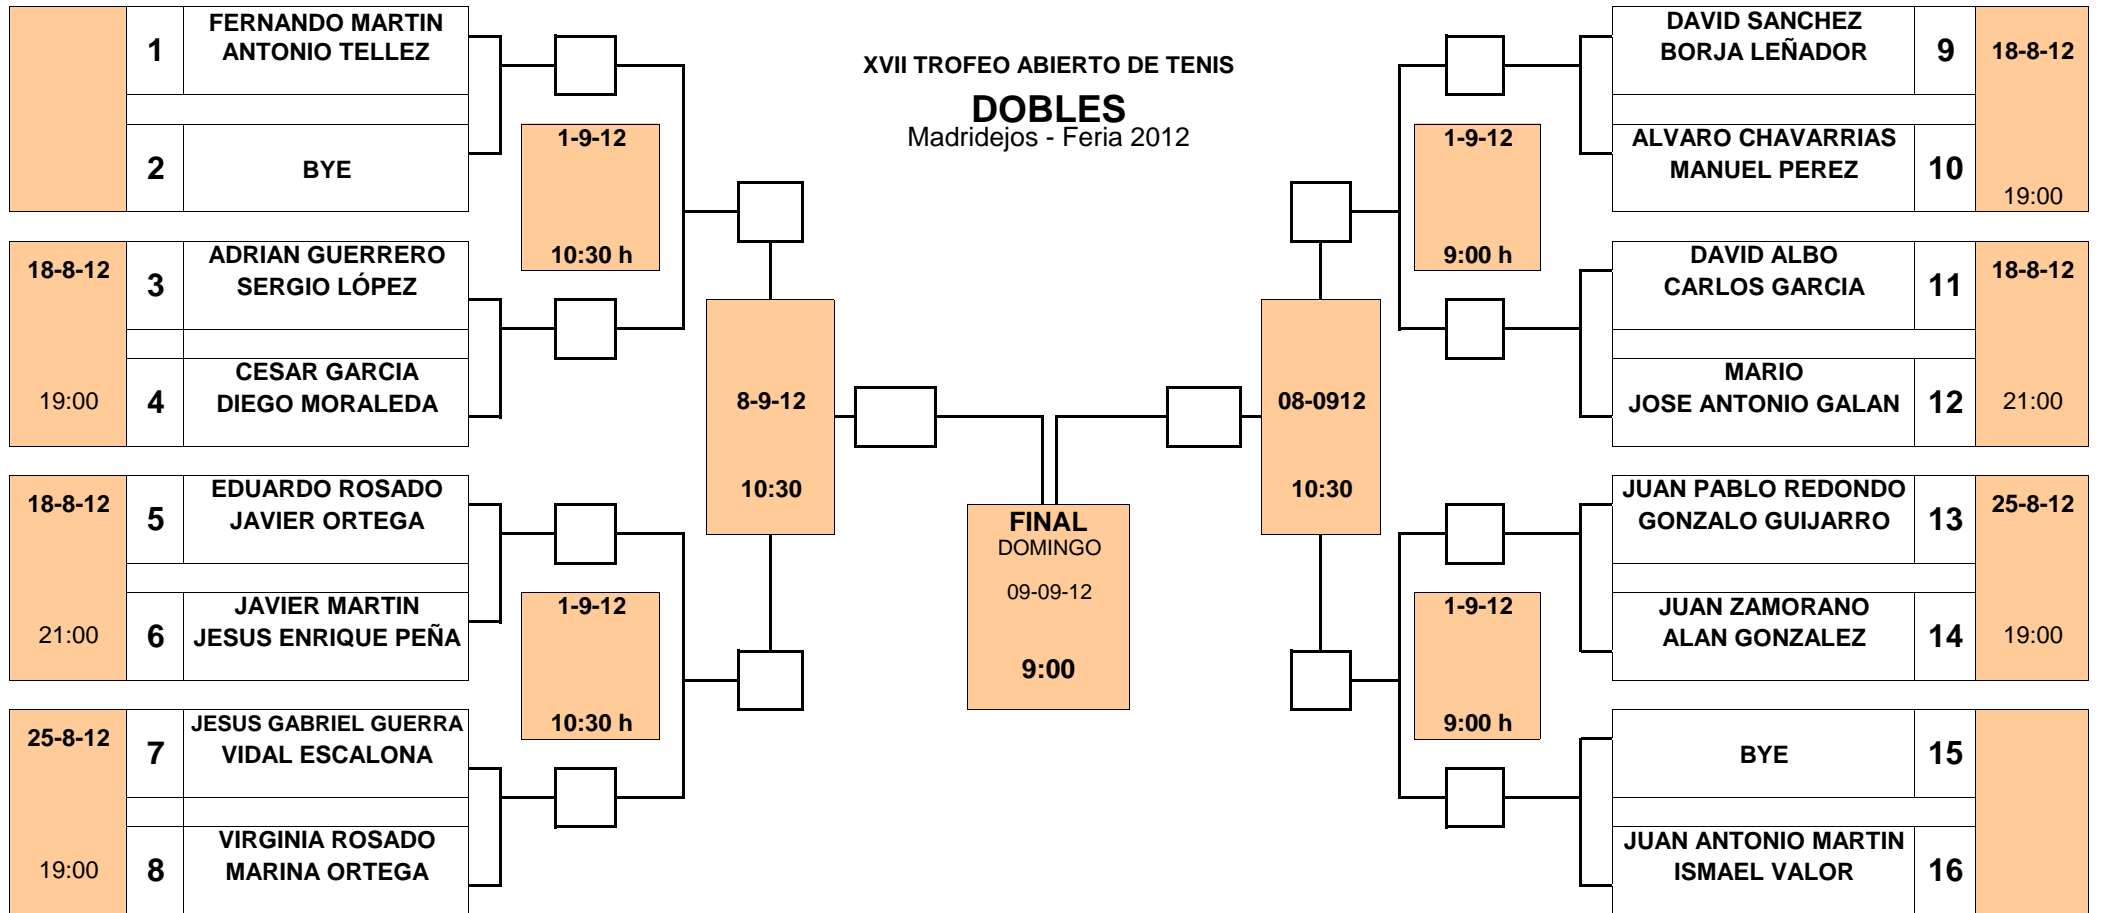 XVII TROFEO ABIERTO DE TENIS
DOBLES
Madridejos - Feria 2012
1
FERNANDO MARTIN
ANTONIO TELLEZ
2
BYE
18-8-12
3
ADRIAN GUERRERO
SERGIO LÓPEZ
19:00
4
CESAR GARCIA
DIEGO MORALEDA
18-8-12
5
EDUARDO ROSADO
JAVIER ORTEGA
21:00
6
JAVIER MARTIN
JESUS ENRIQUE PEÑA
25-8-12
7
JESUS GABRIEL GUERRA
VIDAL ESCALONA
19:00
8
VIRGINIA ROSADO
MARINA ORTEGA
1-9-12
10:30 h
1-9-12
10:30 h
8-9-12
10:30
FINAL
DOMINGO
09-09-12
9:00
08-0912
10:30
1-9-12
9:00 h
1-9-12
9:00 h
DAVID SANCHEZ
BORJA LEÑADOR
9
18-8-12
ALVARO CHAVARRIAS
MANUEL PEREZ
10
19:00
DAVID ALBO
CARLOS GARCIA
11
18-8-12
MARIO
JOSE ANTONIO GALAN
12
21:00
JUAN PABLO REDONDO
GONZALO GUIJARRO
13
25-8-12
JUAN ZAMORANO
ALAN GONZALEZ
14
19:00
BYE
15
JUAN ANTONIO MARTIN
ISMAEL VALOR
16